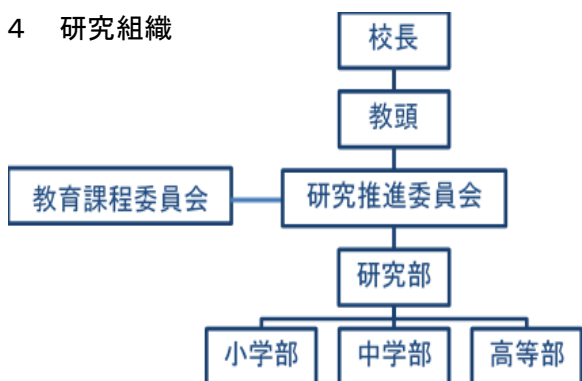 4 研究組織
校長
教頭
教育課程委員会
研究推進委員会
研究部
小学部
中学部
高等部